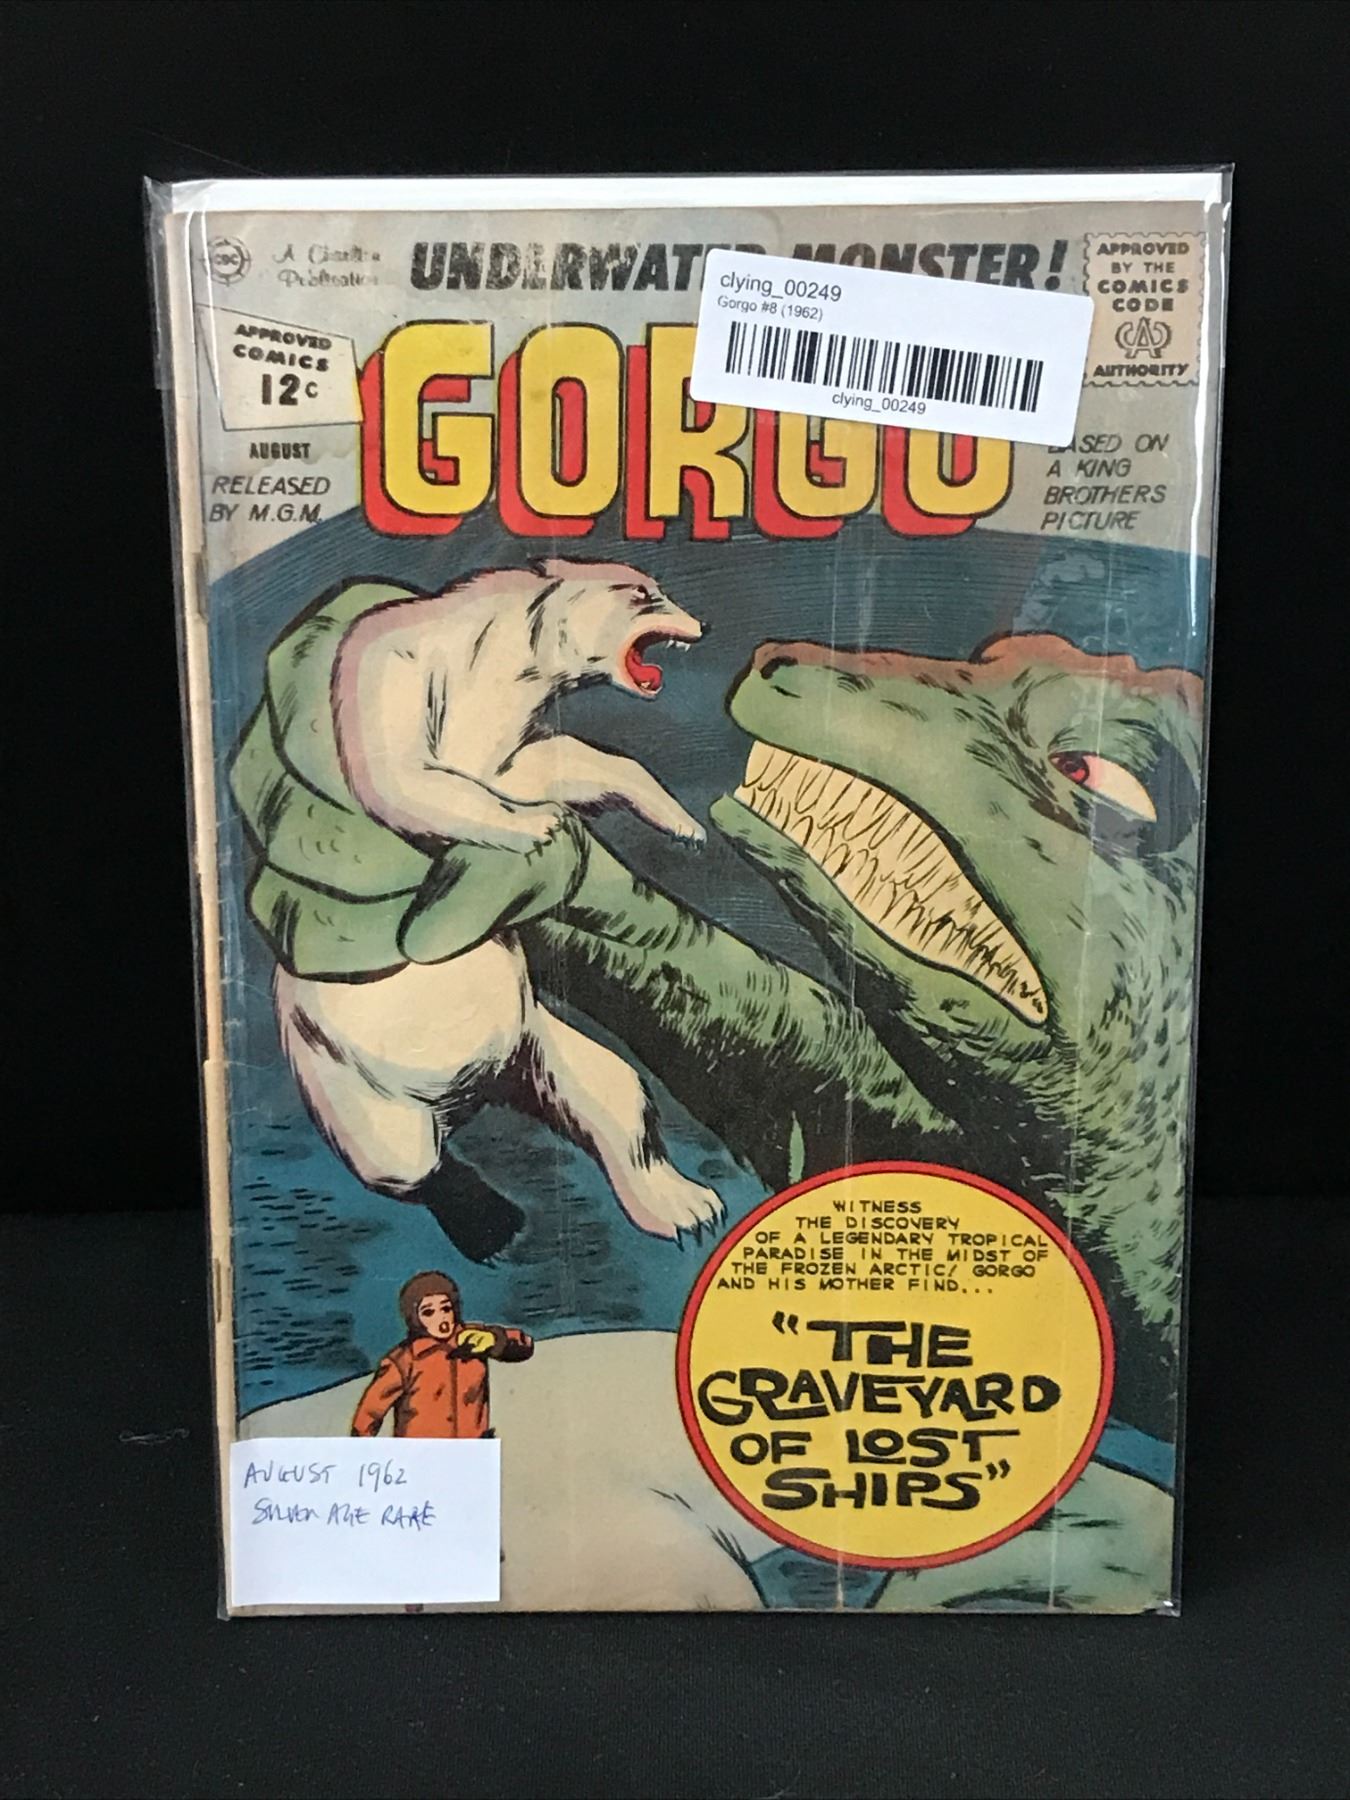 CDC
A Charlton
Publication
UNDERWATER MONSTER!
APPROVED
BY THE
COMICS
CODE
AUTHORITY
clying_00249
Gorgo #8 (1962)
clying_00249
APPROVED
COMICS
12¢
AUGUST
RELEASED
BY M.G.M.
GORGO
BASED ON
A KING
BROTHERS
PICTURE
WITNESS
THE DISCOVERY
OF A LEGENDARY TROPICAL
PARADISE IN THE MIDST OF
THE FROZEN ARCTIC! GORGO
AND HIS MOTHER FIND...
"THE
GRAVEYARD
OF LOST
SHIPS"
AUGUST 1962
SILVER AGE RARE